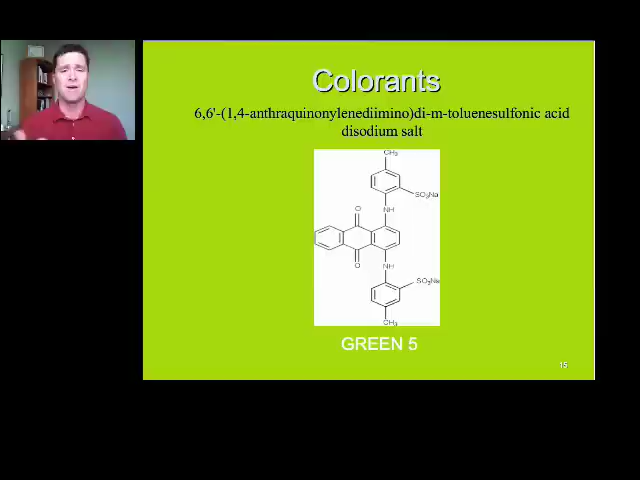 Colorants
6,6'-(1,4-anthraquinonylenediimino)di-m-toluenesulfonic acid
disodium salt
CH₃
SO₃Na
NH
O
O
NH
SO₃Na
CH₃
GREEN 5
15